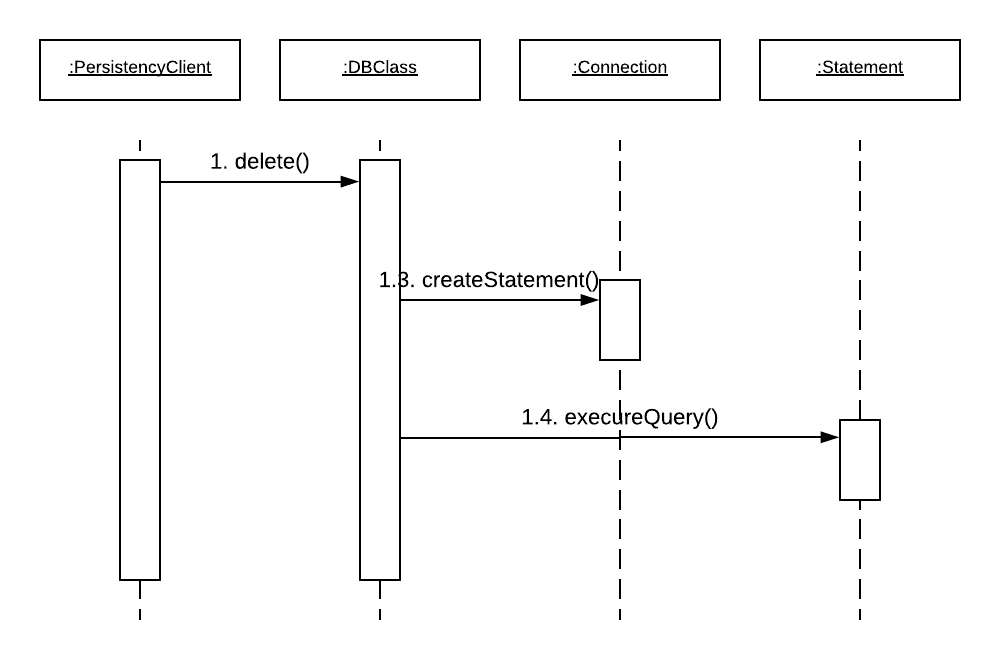 :PersistencyClient
:DBClass
:Connection
:Statement
1. delete()
1.3. createStatement()
1.4. execureQuery()